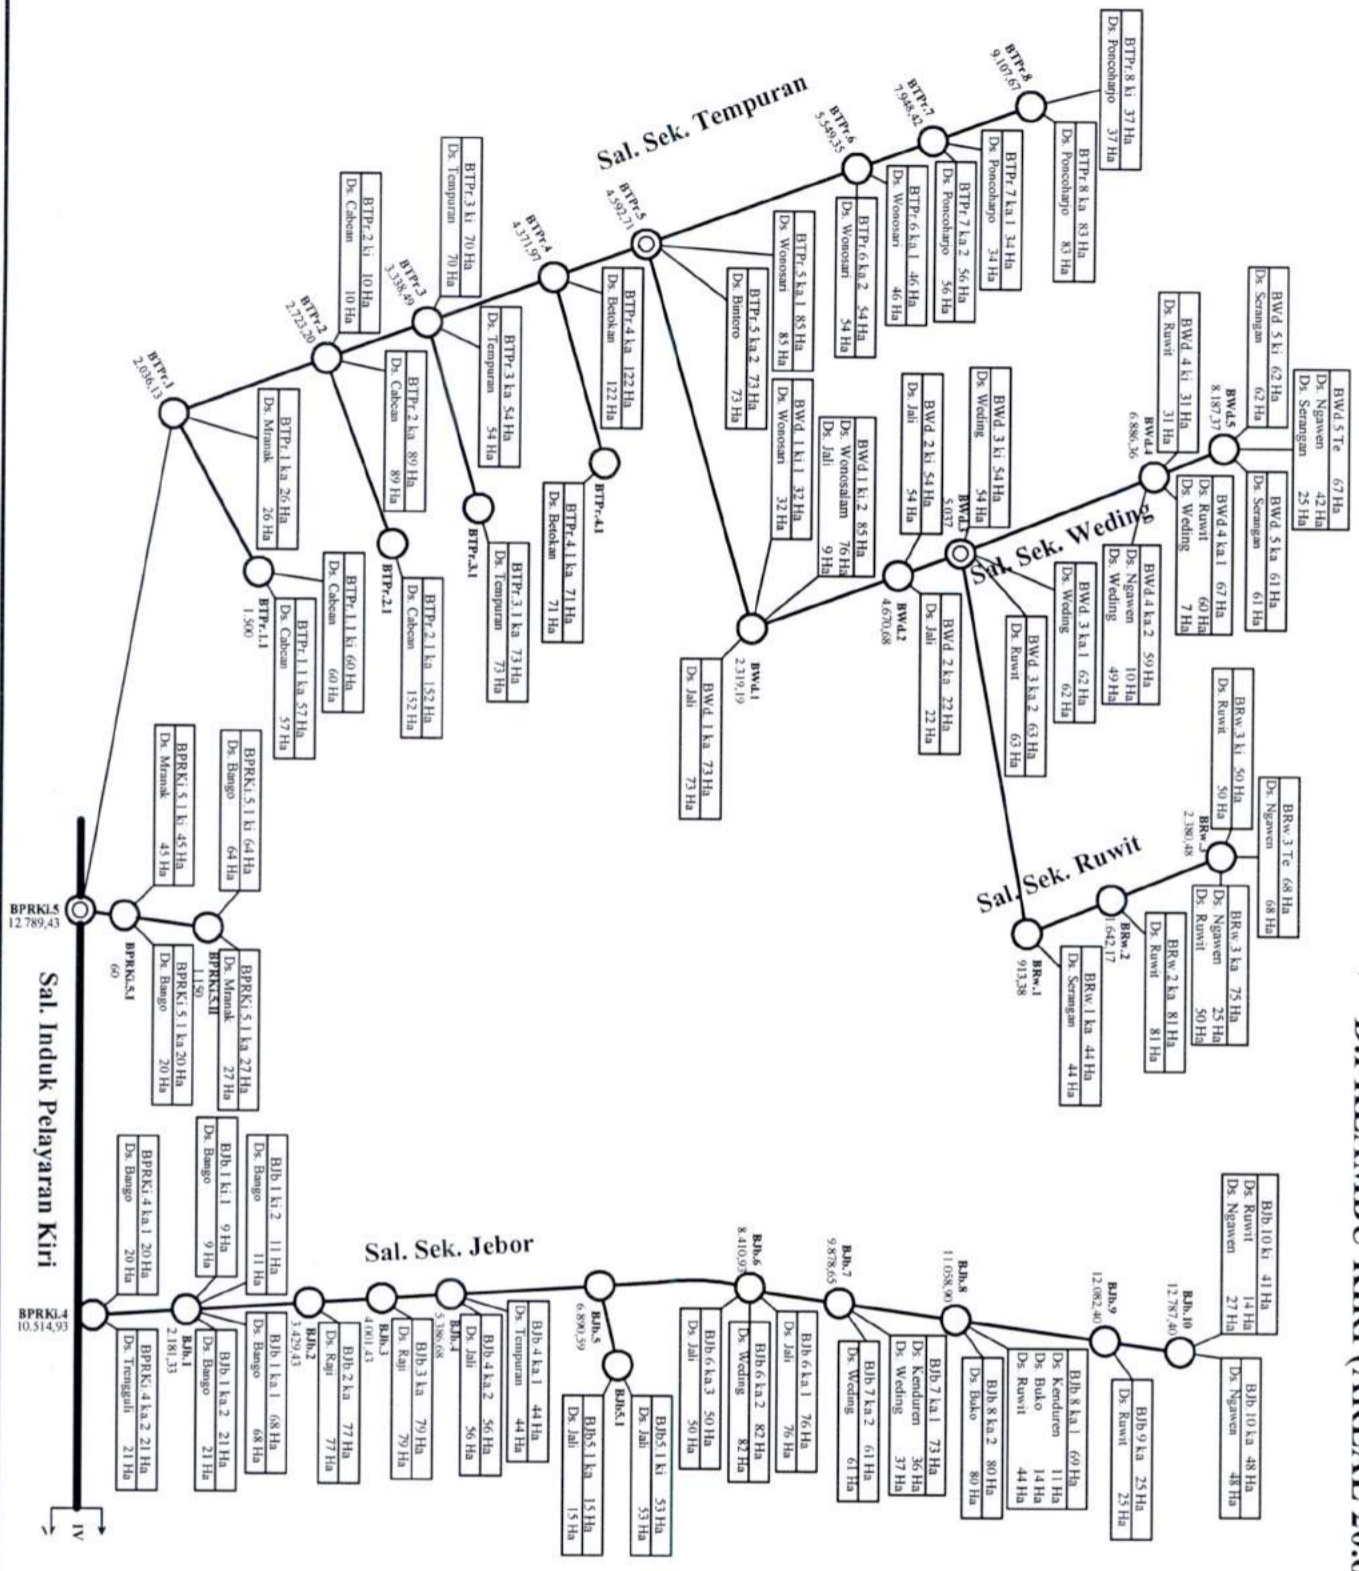 BTPr.8 ki 37 Ha
Ds. Poncoharjo 37 Ha
BTPr.8
9.107,67
BTPr.8 ka 83 Ha
Ds. Poncoharjo 83 Ha
BTPr.7
7.948,42
BTPr.7 ka 1 34 Ha
Ds. Poncoharjo 34 Ha
BTPr.7 ka 2 56 Ha
Ds. Poncoharjo 56 Ha
BTPr.6
5.549,35
BTPr.6 ka.1 46 Ha
Ds. Wonosari 46 Ha
BTPr.6 ka.2 54 Ha
Ds. Wonosari 54 Ha
Sal. Sek. Tempuran
BTPr.5
4.592,71
BTPr.5 ka.1 85 Ha
Ds. Wonosari 85 Ha
BTPr.5 ka 2 73 Ha
Ds. Bintoro 73 Ha
BTPr.4
4.371,97
BTPr.4 ka 122 Ha
Ds. Betokan 122 Ha
BTPr.4.1
BTPr.4.1 ka 71 Ha
Ds. Betokan 71 Ha
BTPr.3 ki 70 Ha
Ds. Tempuran 70 Ha
BTPr.3
3.338,49
BTPr.3 ka 54 Ha
Ds. Tempuran 54 Ha
BTPr.3.1
BTPr.3.1 ka 73 Ha
Ds. Tempuran 73 Ha
BTPr.2 ki 10 Ha
Ds. Cabean 10 Ha
BTPr.2
2.723,20
BTPr.2 ka 89 Ha
Ds. Cabean 89 Ha
BTPr.2.1
BTPr.2.1 ka 152 Ha
Ds. Cabean 152 Ha
BTPr.1
2.036,13
BTPr.1 ka 26 Ha
Ds. Mranak 26 Ha
BTPr.1.1
1.500
BTPr.1.1 ki 60 Ha
Ds. Cabean 60 Ha
BTPr.1.1 ka 57 Ha
Ds. Cabean 57 Ha
BWd.5 Te 67 Ha
Ds. Ngawen 42 Ha
Ds. Serangan 25 Ha
BWd.5 ki 62 Ha
Ds. Serangan 62 Ha
BWd.5
8.187,37
BWd.5 ka 61 Ha
Ds. Serangan 61 Ha
BWd.4 ki 31 Ha
Ds. Ruwit 31 Ha
BWd.4
6.886,36
BWd.4 ka.1 67 Ha
Ds. Ruwit 60 Ha
Ds. Weding 7 Ha
BWd.4 ka.2 59 Ha
Ds. Ngawen 10 Ha
Ds. Weding 49 Ha
Sal. Sek. Weding
BWd.3 ki 54 Ha
Ds. Weding 54 Ha
BWd.3
5.037
BWd.3 ka.1 62 Ha
Ds. Weding 62 Ha
BWd.3 ka 2 63 Ha
Ds. Ruwit 63 Ha
BWd.2 ki 54 Ha
Ds. Jali 54 Ha
BWd.2
4.670,68
BWd.2 ka 22 Ha
Ds. Jali 22 Ha
BWd.1 ki.1 32 Ha
Ds. Wonosari 32 Ha
BWd.1 ki 2 85 Ha
Ds. Wonosalam 76 Ha
Ds. Jali 9 Ha
BWd.1
2.319,19
BWd.1 ka 73 Ha
Ds. Jali 73 Ha
BRw.3 Te 68 Ha
Ds. Ngawen 68 Ha
BRw.3 ki 50 Ha
Ds. Ruwit 50 Ha
BRw.3
2.380,48
BRw.3 ka 75 Ha
Ds. Ngawen 25 Ha
Ds. Ruwit 50 Ha
Sal. Sek. Ruwit
BRw.2
1.642,17
BRw.2 ka 81 Ha
Ds. Ruwit 81 Ha
BRw.1
913,38
BRw.1 ka 44 Ha
Ds. Serangan 44 Ha
BPRKi.5.1 ki 64 Ha
Ds. Bango 64 Ha
BPRKi.5.1 ki 45 Ha
Ds. Mranak 45 Ha
BPRKi.5.II
1.150
BPRKi.5.1 ka 27 Ha
Ds. Mranak 27 Ha
BPRKi.5.I
60
BPRKi.5.1 ka 20 Ha
Ds. Bango 20 Ha
BPRKi.5
12.789,43
Sal. Induk Pelayaran Kiri
BJb.10 ki 41 Ha
Ds. Ruwit 14 Ha
Ds. Ngawen 27 Ha
BJb.10
12.787,40
BJb.10 ka 48 Ha
Ds. Ngawen 48 Ha
BJb.9
12.082,40
BJb 9 ka 25 Ha
Ds. Ruwit 25 Ha
BJb.8
11.058,90
BJb.8 ka 1 69 Ha
Ds. Kenduren 11 Ha
Ds. Buko 14 Ha
Ds. Ruwit 44 Ha
BJb.8 ka 2 80 Ha
Ds. Buko 80 Ha
BJb.7
9.878,65
BJb 7 ka.1 73 Ha
Ds. Kenduren 36 Ha
Ds. Weding 37 Ha
BJb 7 ka 2 61 Ha
Ds. Weding 61 Ha
BJb.6
8.410,93
BJb 6 ka 1 76 Ha
Ds. Jali 76 Ha
BJb 6 ka 2 82 Ha
Ds. Weding 82 Ha
BJb 6 ka 3 50 Ha
Ds. Jali 50 Ha
BJb.5
6.890,59
BJb5.1
BJb5.1 ki 53 Ha
Ds. Jali 53 Ha
BJb5.1 ka 15 Ha
Ds. Jali 15 Ha
Sal. Sek. Jebor
BJb.4
5.386,68
BJb 4 ka 1 44 Ha
Ds. Tempuran 44 Ha
BJb 4 ka 2 56 Ha
Ds. Jali 56 Ha
BJb.3
4.001,43
BJb 3 ka 79 Ha
Ds. Raji 79 Ha
BJb.2
3.429,43
BJb 2 ka 77 Ha
Ds. Raji 77 Ha
BJb.1 ki 2 11 Ha
Ds. Bango 11 Ha
BJb.1 ki.1 9 Ha
Ds. Bango 9 Ha
BJb.1
2.181,33
BJb 1 ka 1 68 Ha
Ds. Bango 68 Ha
BJb.1 ka 2 21 Ha
Ds. Bango 21 Ha
BPRKi.4 ka.1 20 Ha
Ds. Bango 20 Ha
BPRKi.4
10.514,93
BPRKi.4 ka.2 21 Ha
Ds. Trengguli 21 Ha
IV